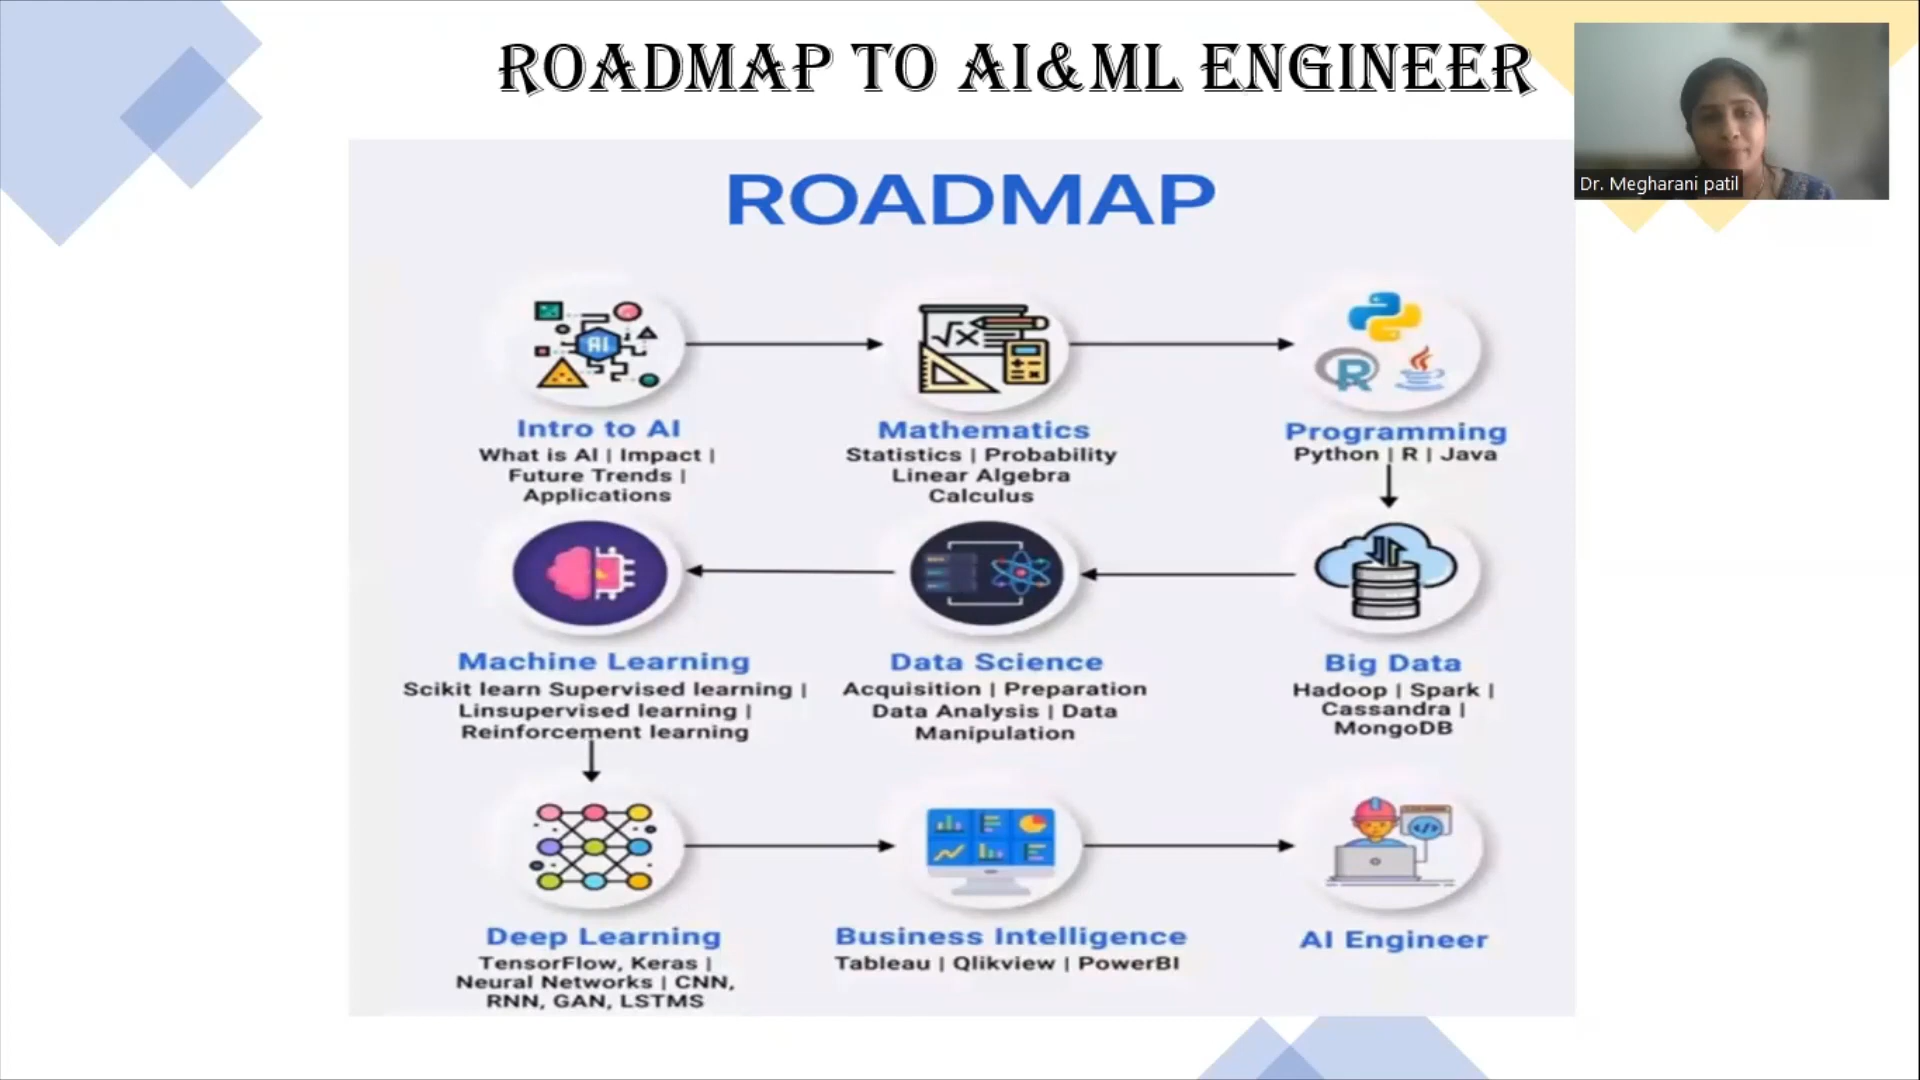 ROADMAP TO AI&ML ENGINEER
Dr. Megharani patil
ROADMAP
AI
√x
R
Intro to AI
What is AI | Impact |
Future Trends |
Applications
Mathematics
Statistics | Probability
Linear Algebra
Calculus
Programming
Python | R | Java
Machine Learning
Scikit learn Supervised learning |
Linsupervised learning |
Reinforcement learning
Data Science
Acquisition | Preparation
Data Analysis | Data
Manipulation
Big Data
Hadoop | Spark |
Cassandra |
MongoDB
</>
Deep Learning
TensorFlow, Keras |
Neural Networks | CNN,
RNN, GAN, LSTMS
Business Intelligence
Tableau | Qlikview | PowerBI
AI Engineer